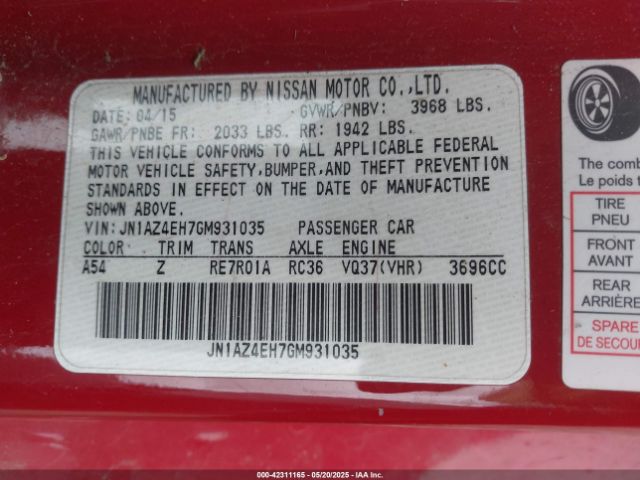 MANUFACTURED BY NISSAN MOTOR CO.,LTD.
DATE: 04/15 GVWR/PNBV: 3968 LBS.
GAWR/PNBE FR: 2033 LBS. RR: 1942 LBS.
THIS VEHICLE CONFORMS TO ALL APPLICABLE FEDERAL
MOTOR VEHICLE SAFETY, BUMPER, AND THEFT PREVENTION
STANDARDS IN EFFECT ON THE DATE OF MANUFACTURE
SHOWN ABOVE.
VIN: JN1AZ4EH7GM931035 PASSENGER CAR
COLOR TRIM TRANS AXLE ENGINE
A54 Z RE7R01A RC36 VQ37(VHR) 3696CC
JN1AZ4EH7GM931035
The comb
Le poids t
TIRE
PNEU
FRONT
AVANT
REAR
ARRIÈRE
SPARE
DE SECOUR
000-42311165 - 05/20/2025 - IAA Inc.